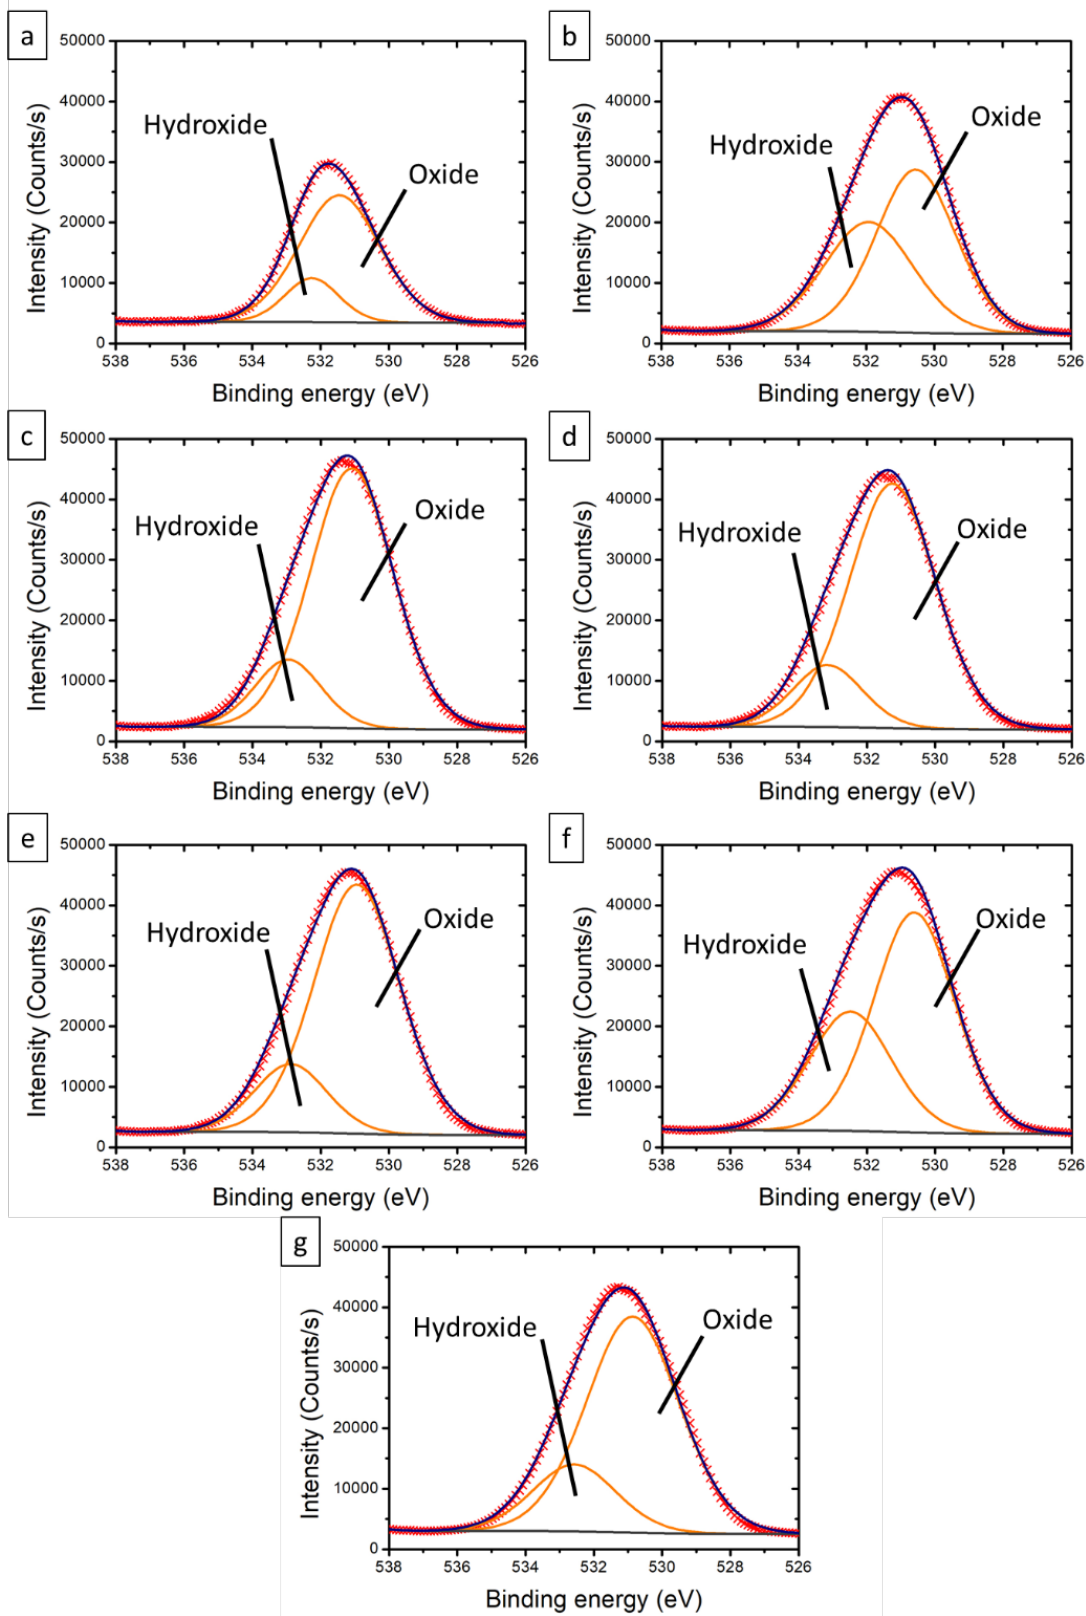 a
50000
40000
30000
20000
10000
0
Intensity (Counts/s)
Hydroxide
Oxide
538 536 534 532 530 528 526
Binding energy (eV)
b
50000
40000
30000
20000
10000
0
Intensity (Counts/s)
Hydroxide
Oxide
538 536 534 532 530 528 526
Binding energy (eV)
c
50000
40000
30000
20000
10000
0
Intensity (Counts/s)
Hydroxide
Oxide
538 536 534 532 530 528 526
Binding energy (eV)
d
50000
40000
30000
20000
10000
0
Intensity (Counts/s)
Hydroxide
Oxide
538 536 534 532 530 528 526
Binding energy (eV)
e
50000
40000
30000
20000
10000
0
Intensity (Counts/s)
Hydroxide
Oxide
538 536 534 532 530 528 526
Binding energy (eV)
f
50000
40000
30000
20000
10000
0
Intensity (Counts/s)
Hydroxide
Oxide
538 536 534 532 530 528 526
Binding energy (eV)
g
50000
40000
30000
20000
10000
0
Intensity (Counts/s)
Hydroxide
Oxide
538 536 534 532 530 528 526
Binding energy (eV)